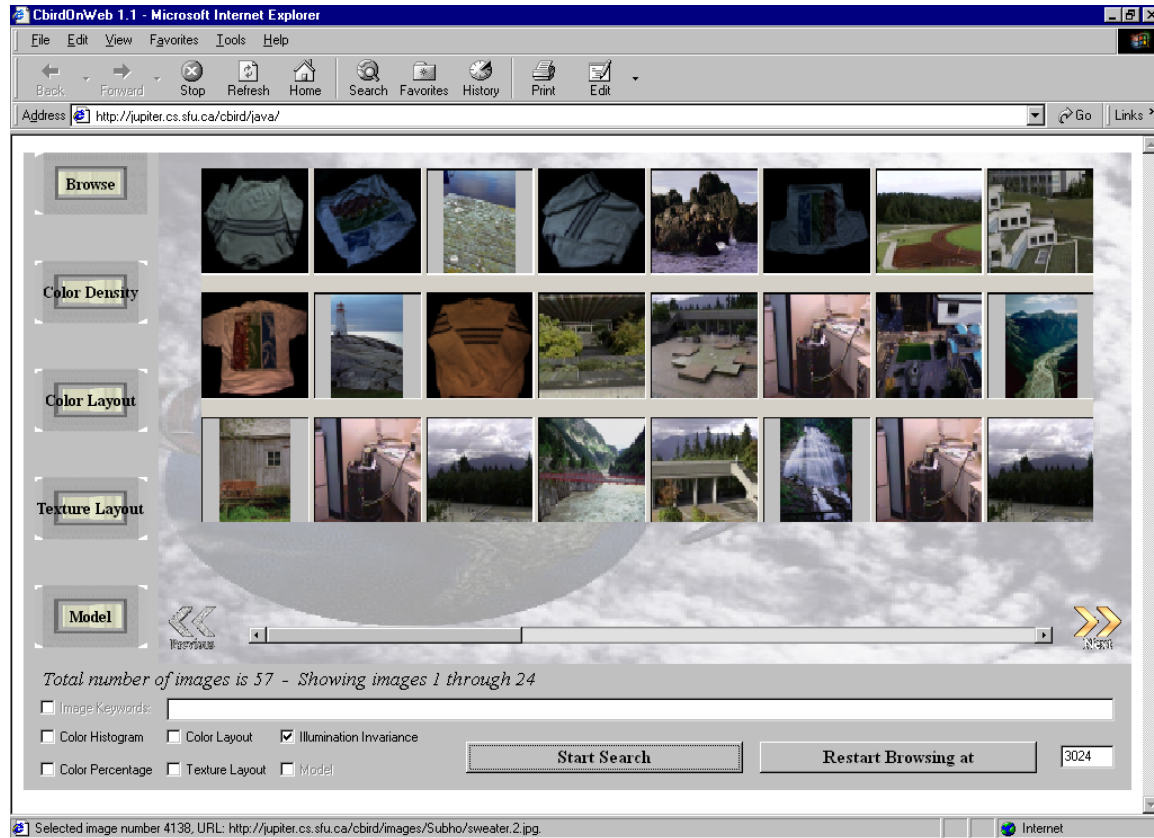 CbirdOnWeb 1.1 - Microsoft Internet Explorer
File Edit View Favorites Tools Help
Back Forward Stop Refresh Home Search Favorites History Print Edit
Address http://jupiter.cs.sfu.ca/cbird/java/ Go Links
Browse
Color Density
Color Layout
Texture Layout
Model
Previous Next
Total number of images is 57 - Showing images 1 through 24
Image Keywords:
Color Histogram Color Layout Illumination Invariance
Start Search Restart Browsing at 3024
Color Percentage Texture Layout Model
Selected image number 4138, URL: http://jupiter.cs.sfu.ca/cbird/images/Subho/sweater.2.jpg. Internet